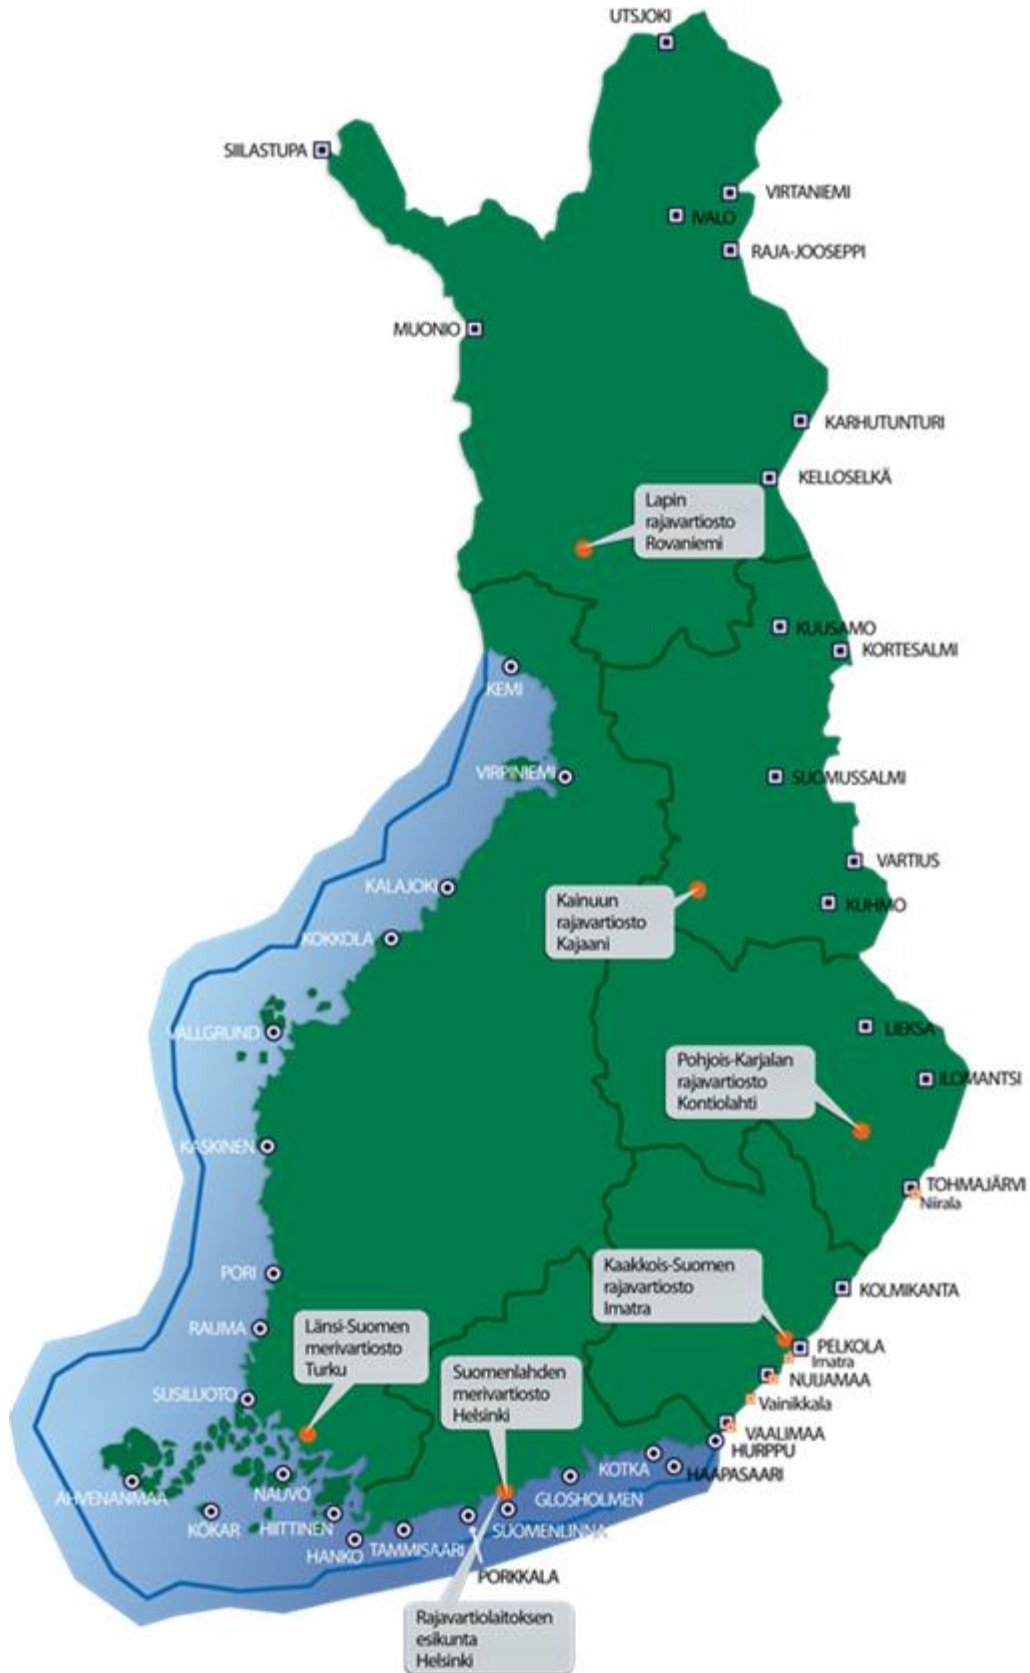 UTSJOKI
SIILASTUPA
VIRTANIEMI
IVALO
RAJA-JOOSEPPI
MUONIO
KARHUTUNTURI
KELLOSELKÄ
Lapin
rajavartiosto
Rovaniemi
KUUSAMO
KORTESALMI
KEMI
VIRPINIEMI
SUOMUSSALMI
VARTIUS
KALAJOKI
Kainuun
rajavartiosto
Kajaani
KUHMO
KOKKOLA
VALLGRUND
LIEKSA
Pohjois-Karjalan
rajavartiosto
Kontiolahti
ILOMANTSI
KASKINEN
TOHMAJÄRVI
Niirala
PORI
Kaakkois-Suomen
rajavartiosto
Imatra
KOLMIKANTA
RAUMA
Länsi-Suomen
merivartiosto
Turku
PELKOLA
Imatra
Suomenlahden
merivartiosto
Helsinki
NUIJAMAA
SUSILUOTO
Vainikkala
VAALIMAA
HURPPU
KOTKA
HAAPASAARI
AHVENANMAA
NAUVO
GLOSHOLMEN
KÖKAR
HIITTINEN
SUOMENLINNA
HANKO
TAMMISAARI
PORKKALA
Rajavartiolaitoksen
esikunta
Helsinki